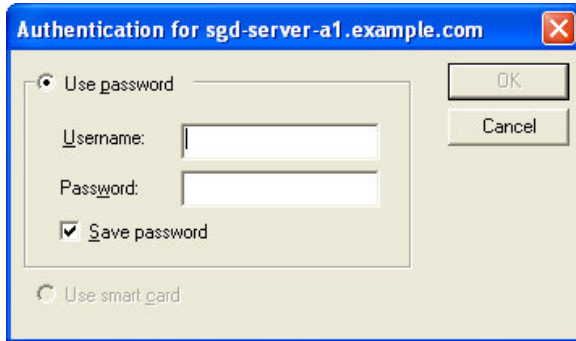 Authentication for sgd-server-a1.example.com
Use password
OK
Username:
Cancel
Password:
Save password
Use smart card